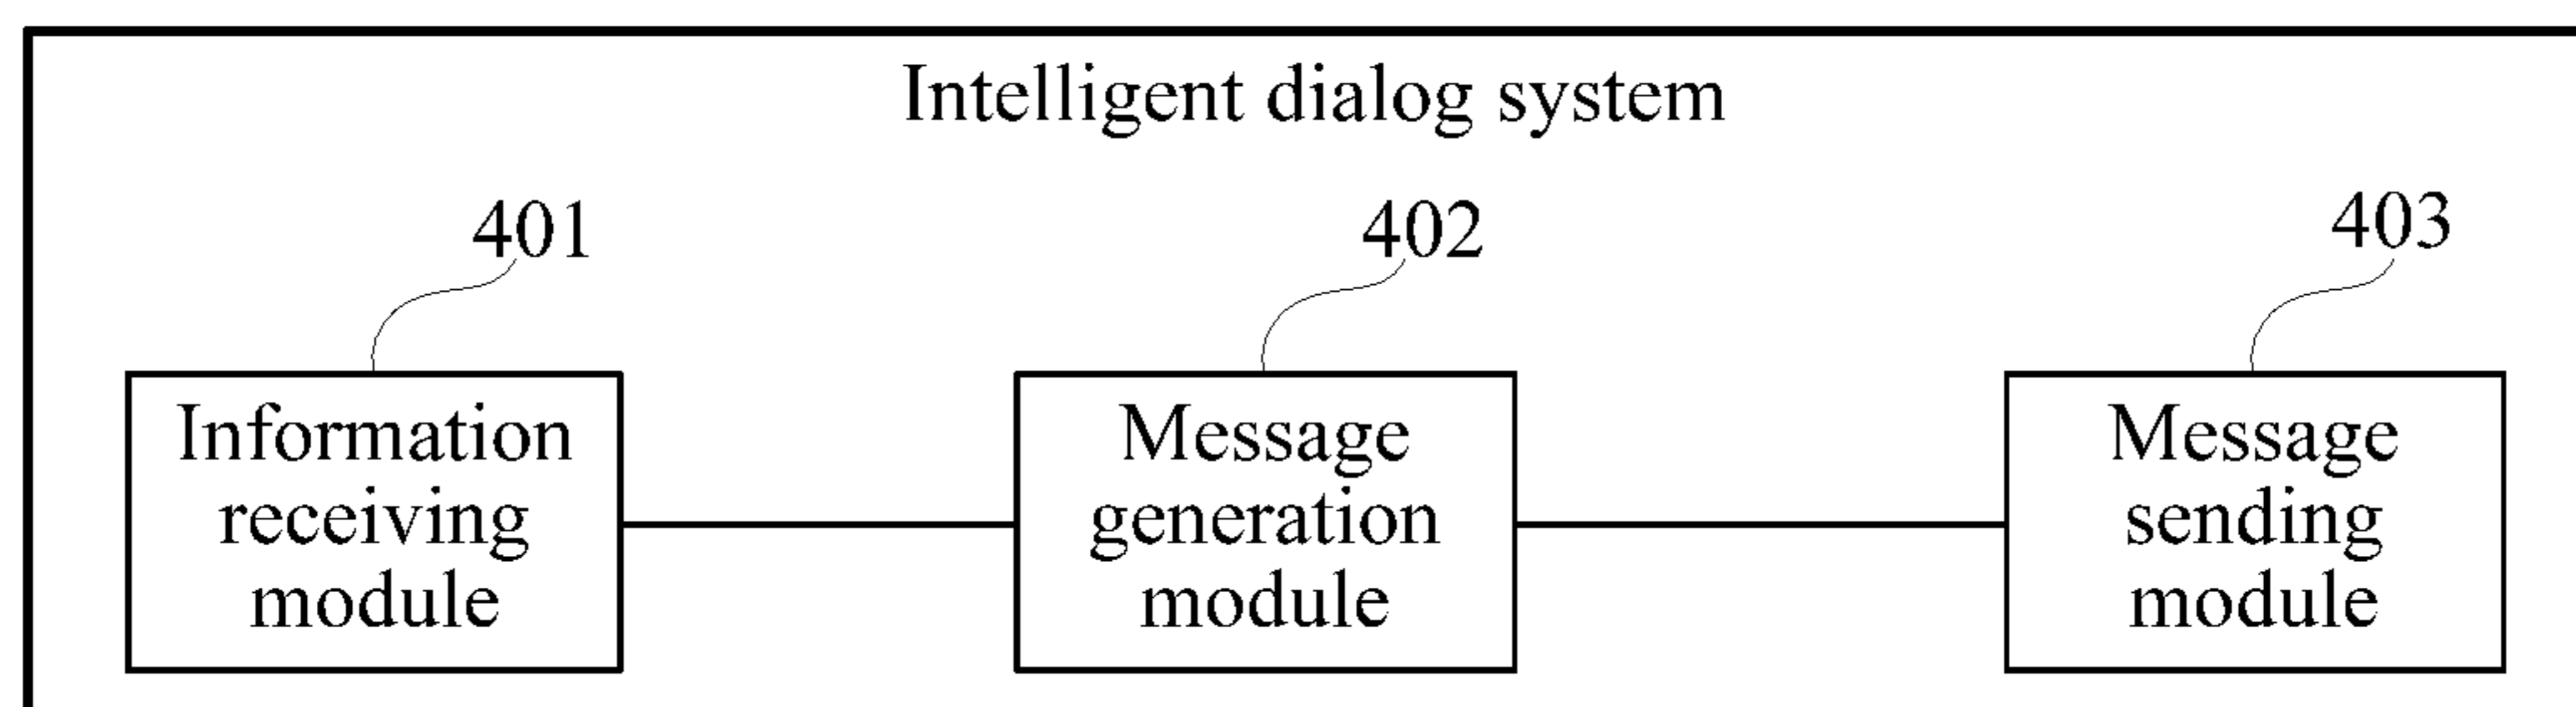 Intelligent dialog system
401
402
403
Information
receiving
module
Message
generation
module
Message
sending
module